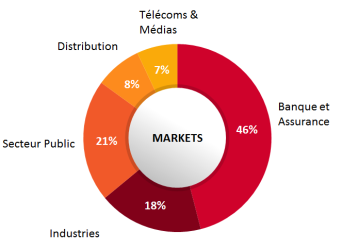 Télécoms &
Médias
Distribution
7%
8%
Banque et
Assurance
46%
MARKETS
21%
Secteur Public
18%
Industries